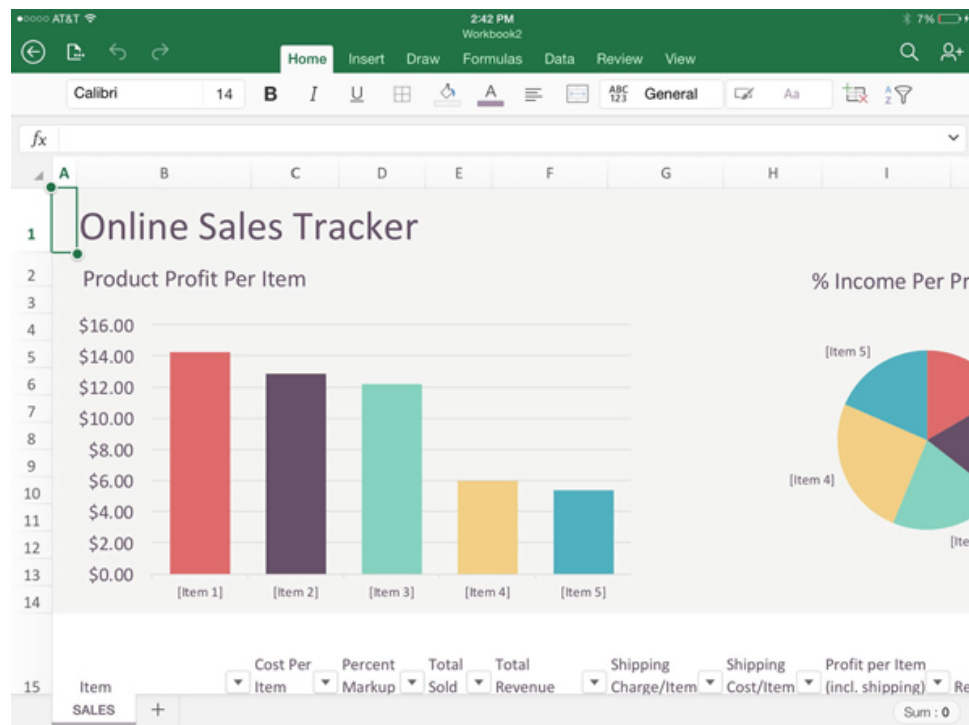 AT&T 2:42 PM 7%
Workbook2
Home Insert Draw Formulas Data Review View
Calibri 14 B I U A ABC 123 General Aa A Z
fx
A B C D E F G H I
1 Online Sales Tracker
2 Product Profit Per Item % Income Per Pr
3
4 $16.00
5 $14.00 [Item 5]
6 $12.00
7 $10.00
8 $8.00
9 $6.00
10 [Item 4]
11 $4.00
12 $2.00 [Ite
13 $0.00
14 [Item 1] [Item 2] [Item 3] [Item 4] [Item 5]
Cost Per Percent Total Total Shipping Shipping Profit per Item
15 Item Item Markup Sold Revenue Charge/Item Cost/Item (incl. shipping) Re
SALES + Sum : 0